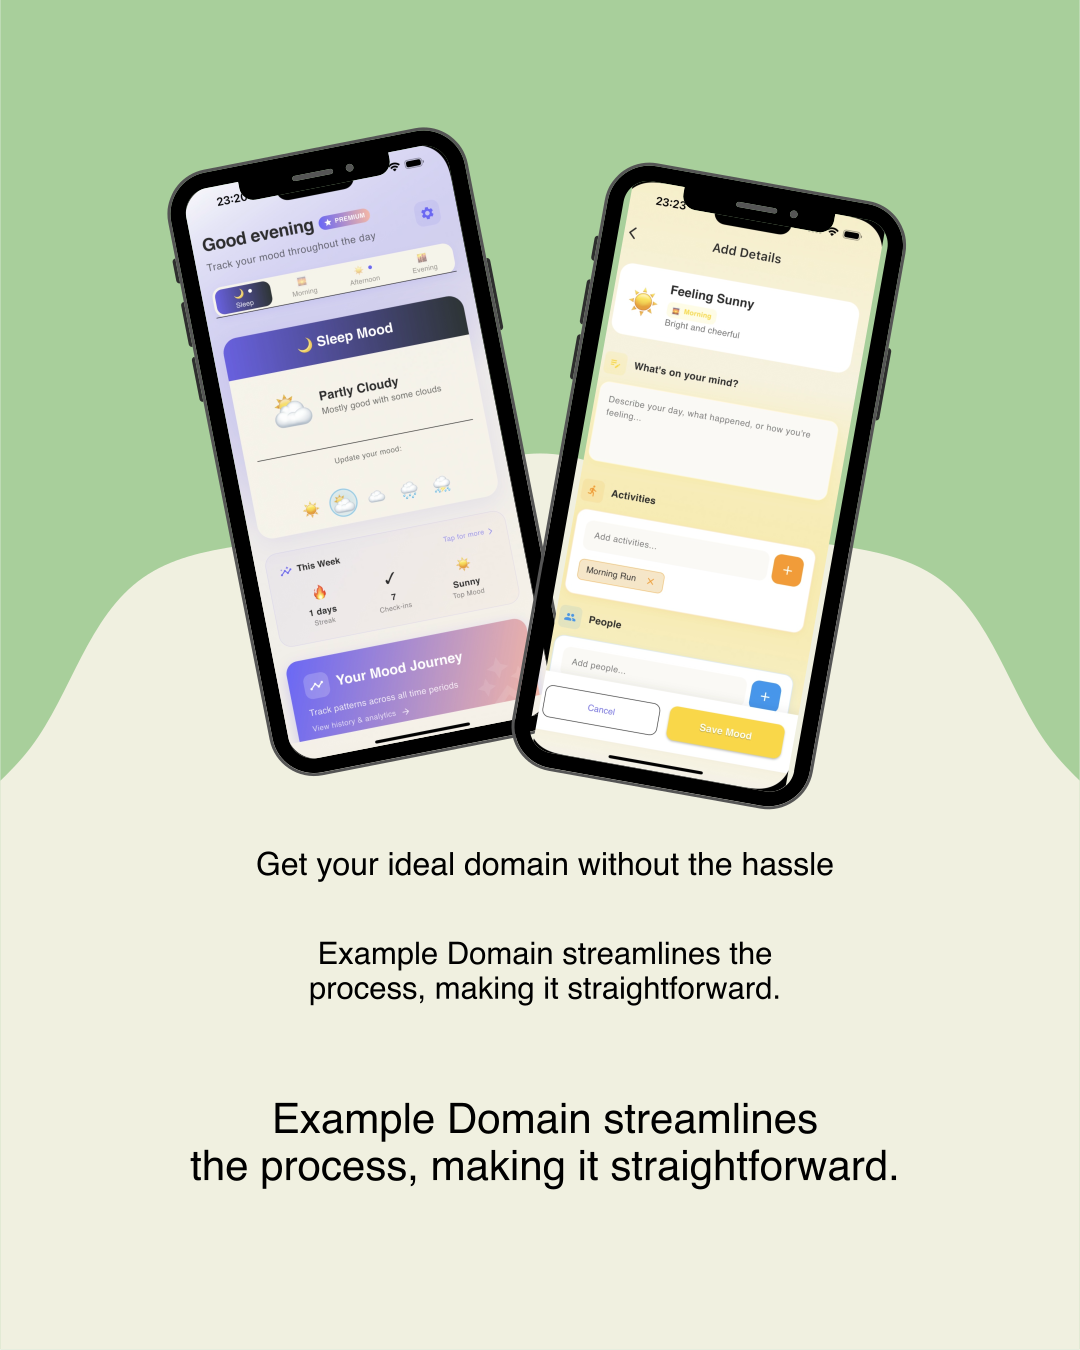 23:20
Good evening
PREMIUM
Track your mood throughout the day
Sleep
Morning
Afternoon
Evening
Sleep Mood
Partly Cloudy
Mostly good with some clouds
Update your mood:
This Week
Tap for more
1 days
Streak
7
Check-ins
Sunny
Top Mood
Your Mood Journey
Track patterns across all time periods
View history & analytics
23:23
Add Details
Feeling Sunny
Morning
Bright and cheerful
What's on your mind?
Describe your day, what happened, or how you're
feeling...
Activities
Add activities...
Morning Run
People
Add people...
Cancel
Save Mood
Get your ideal domain without the hassle
Example Domain streamlines the
process, making it straightforward.
Example Domain streamlines
the process, making it straightforward.